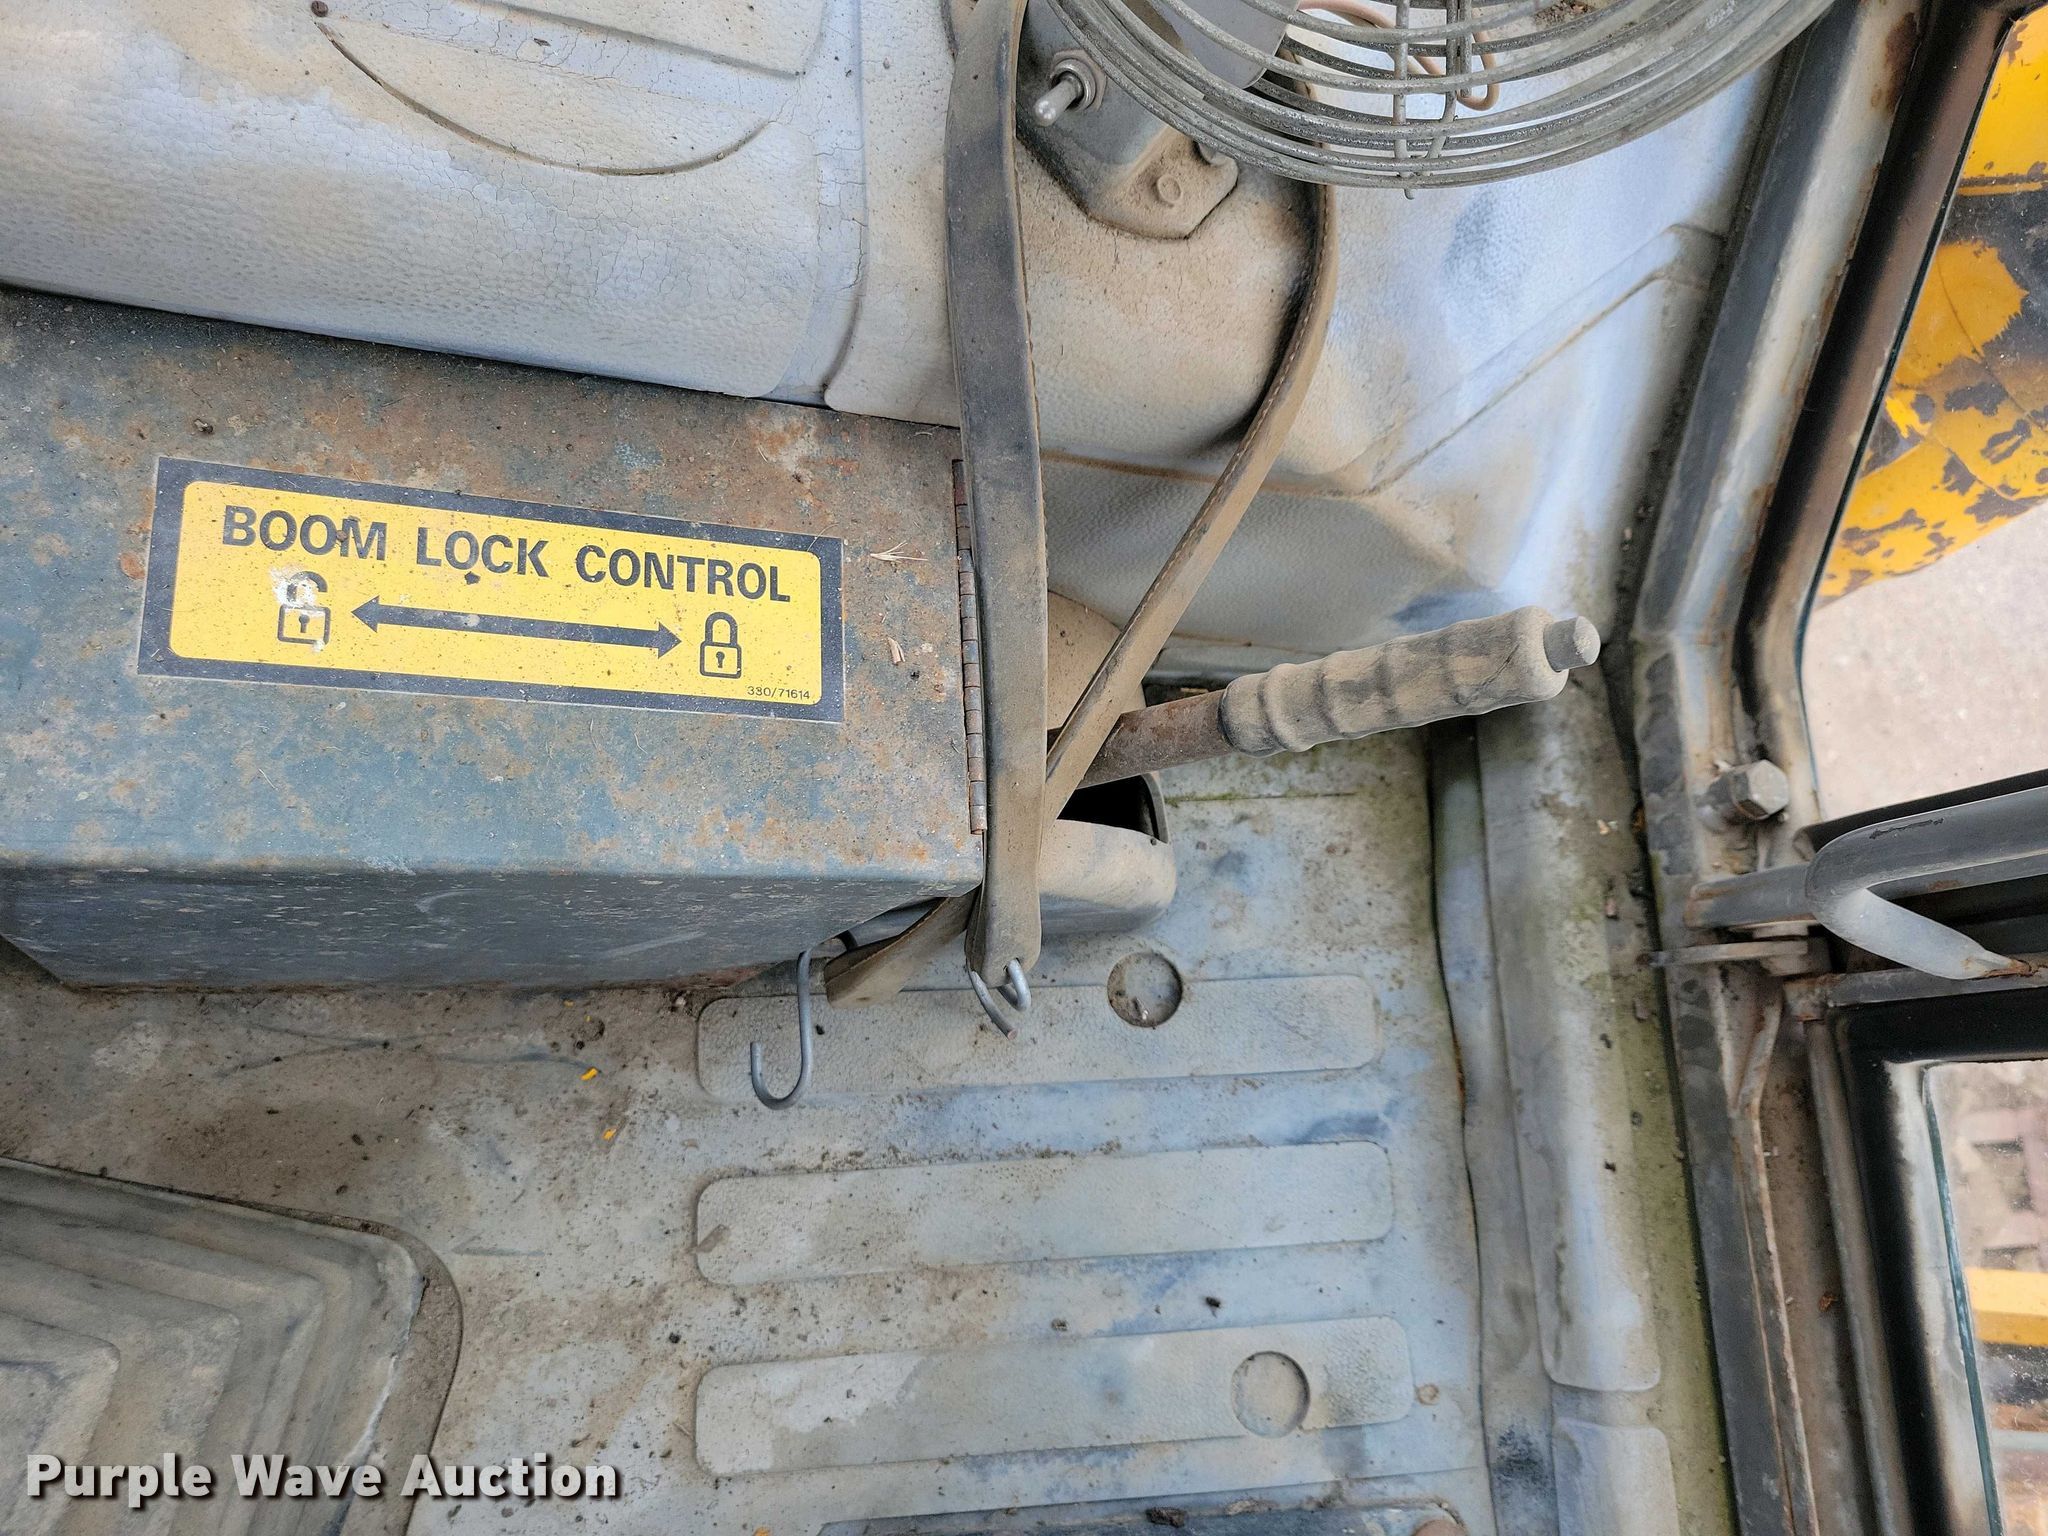 BOOM LOCK CONTROL
330/71614
Purple Wave Auction